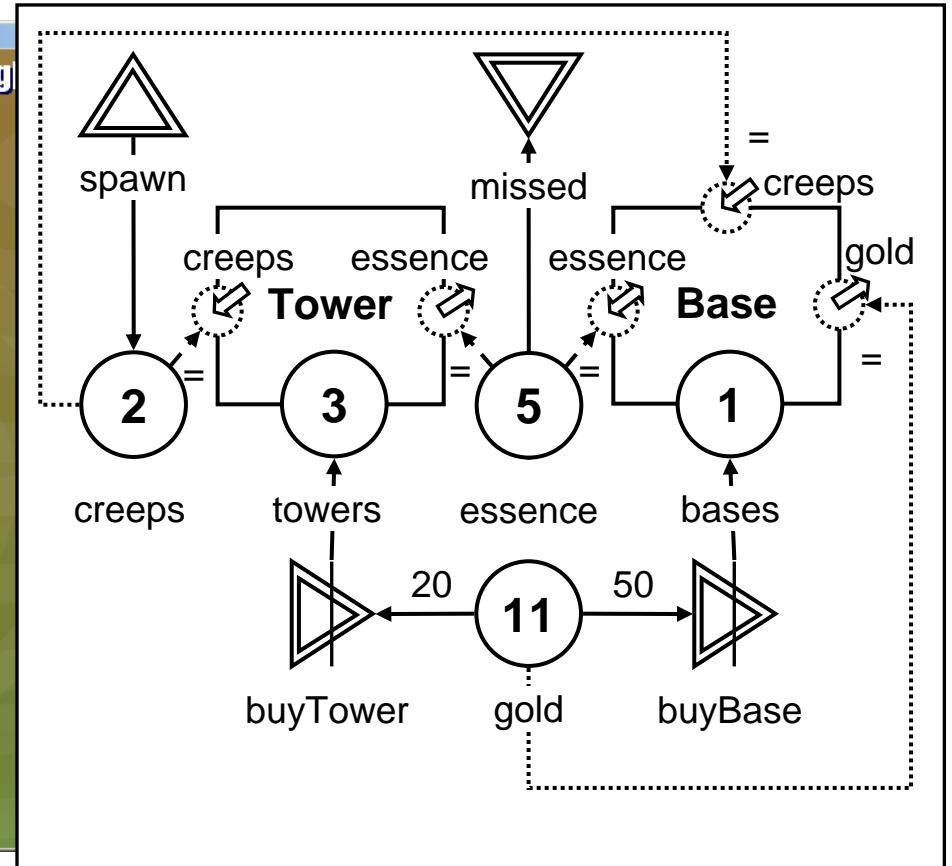 =
spawn
missed
creeps
creeps
essence
essence
gold
Tower
Base
=
=
=
=
2
3
5
1
creeps
towers
essence
bases
20
11
50
buyTower
gold
buyBase